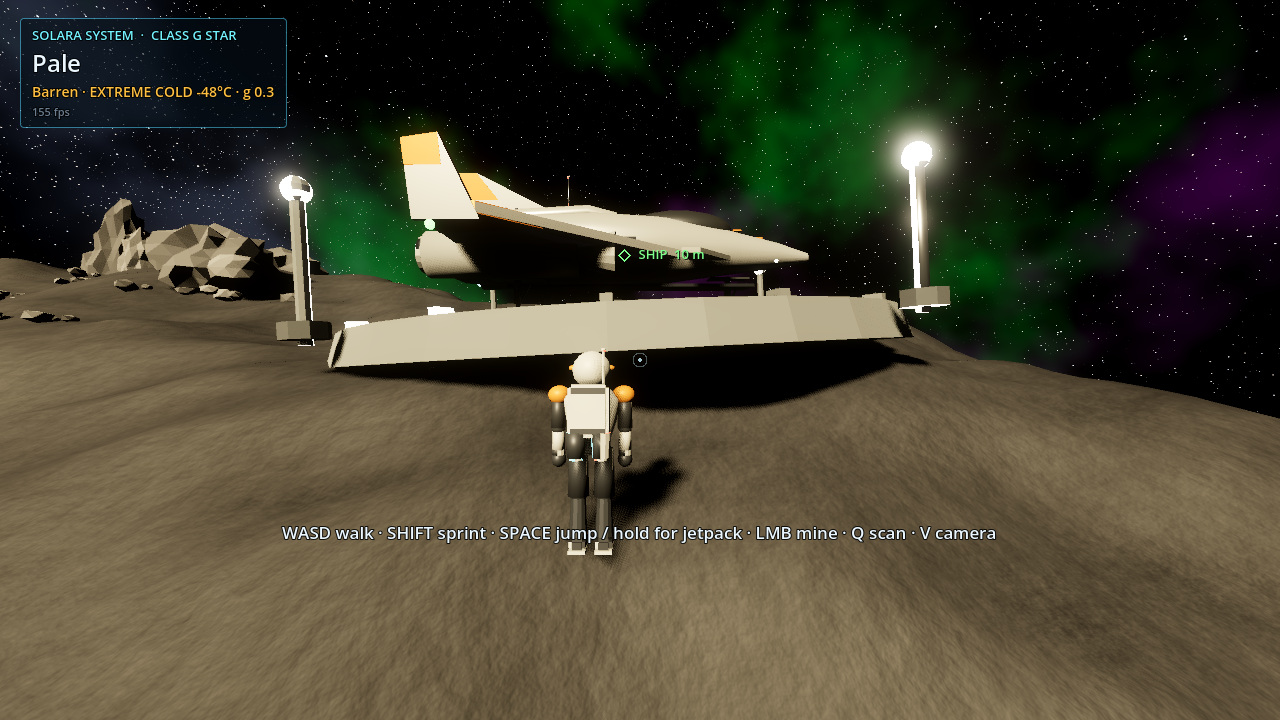 SOLARA SYSTEM · CLASS G STAR
Pale
Barren · EXTREME COLD -48°C · g 0.3
155 fps
SHIP 10 m
WASD walk · SHIFT sprint · SPACE jump / hold for jetpack · LMB mine · Q scan · V camera